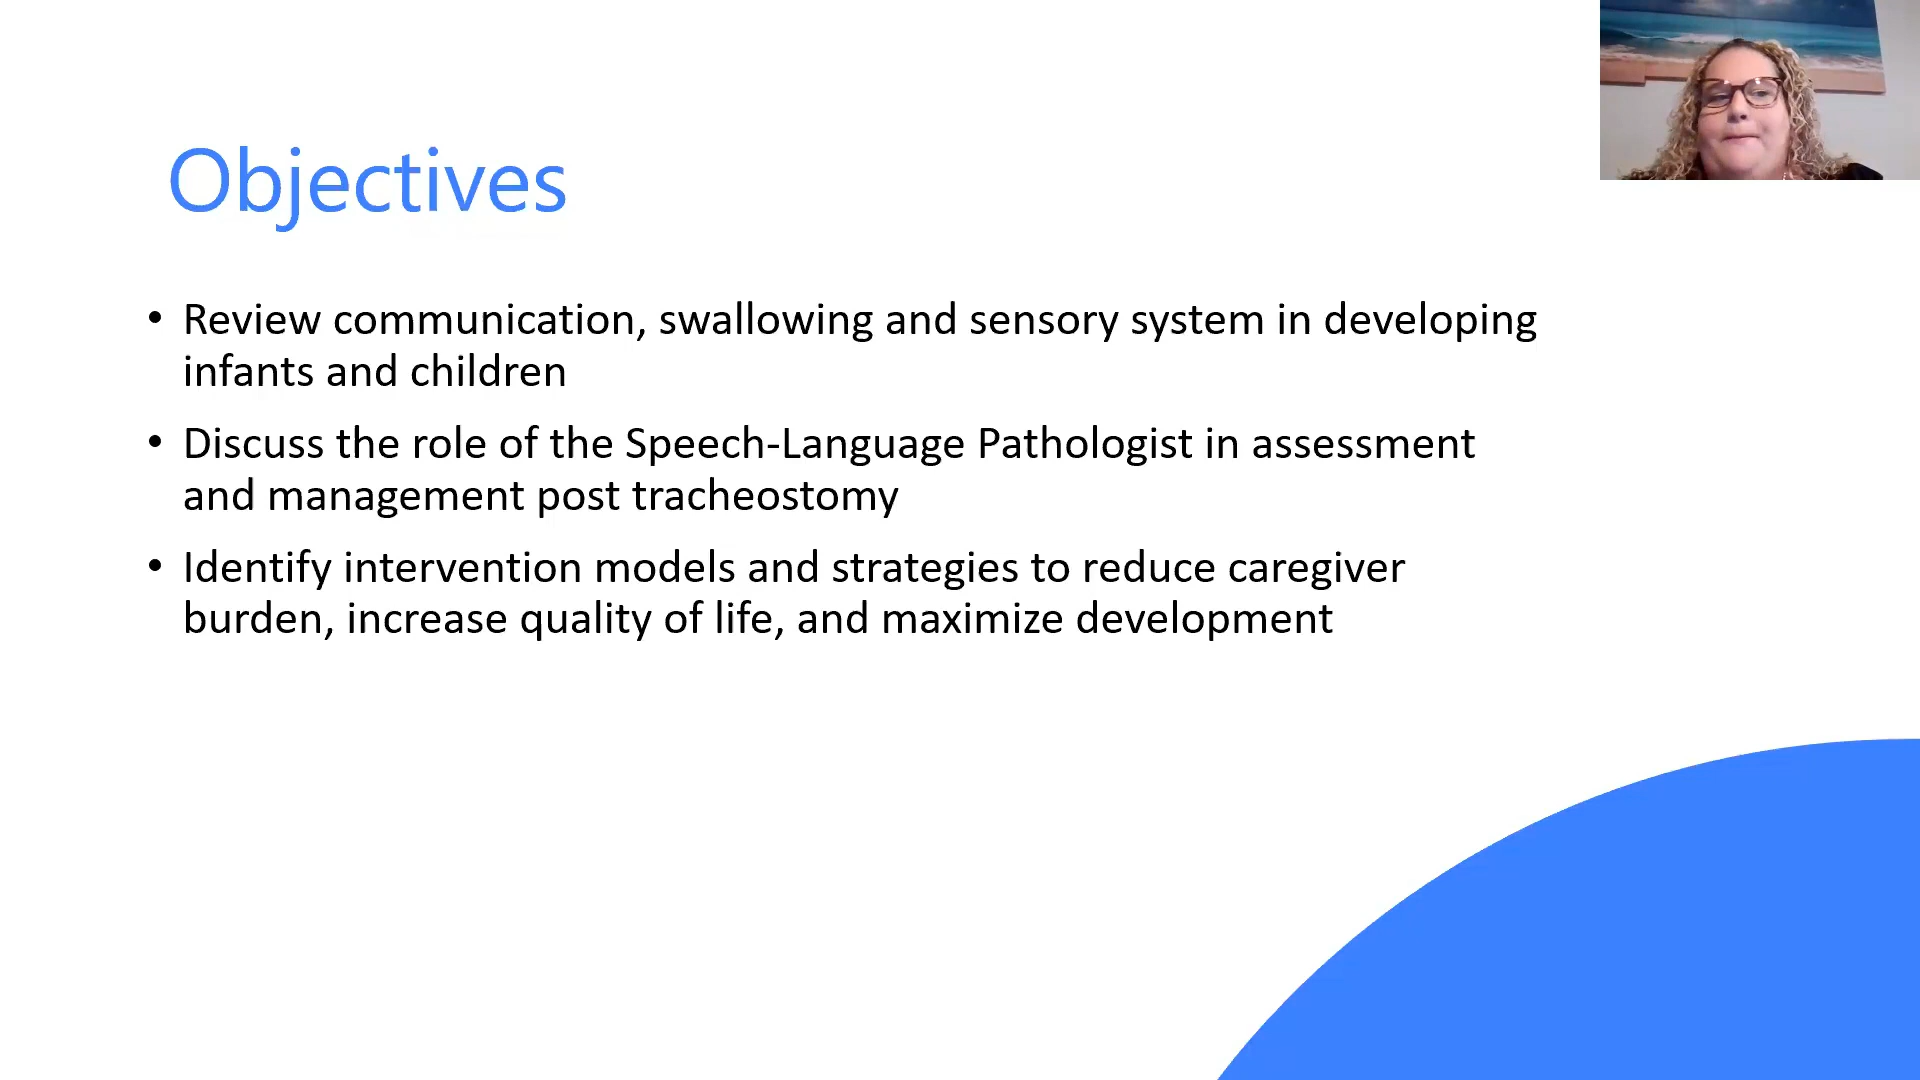 Objectives
• Review communication, swallowing and sensory system in developing
infants and children
• Discuss the role of the Speech-Language Pathologist in assessment
and management post tracheostomy
• Identify intervention models and strategies to reduce caregiver
burden, increase quality of life, and maximize development